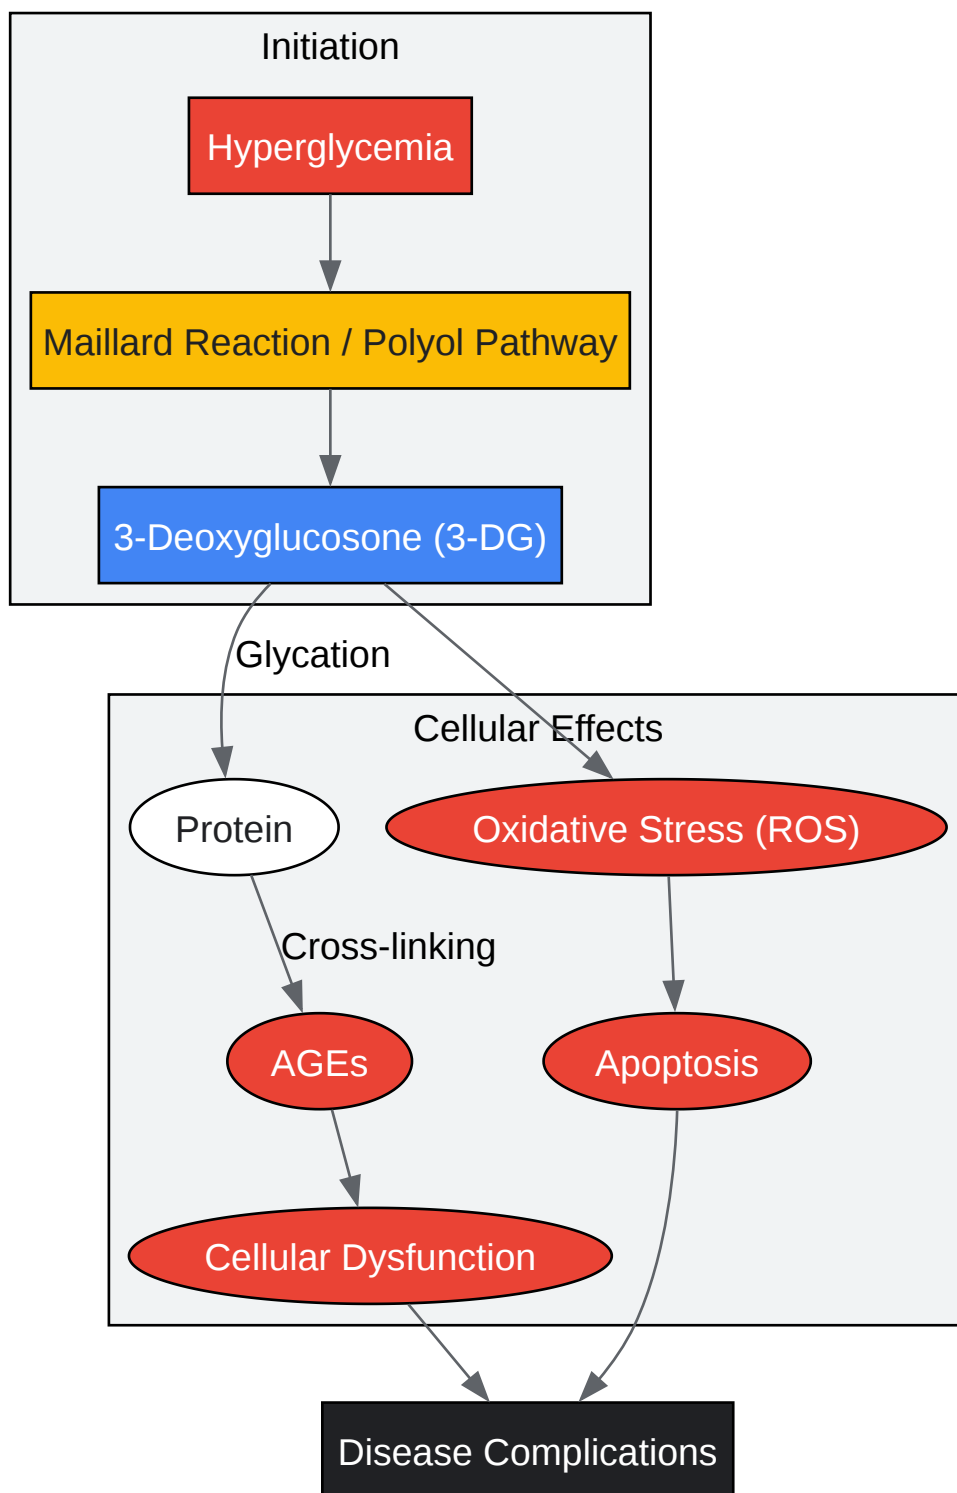 Initiation
Hyperglycemia
Maillard Reaction / Polyol Pathway
3-Deoxyglucosone (3-DG)
Glycation
Cellular Effects
Protein
Oxidative Stress (ROS)
Cross-linking
AGEs
Apoptosis
Cellular Dysfunction
Disease Complications